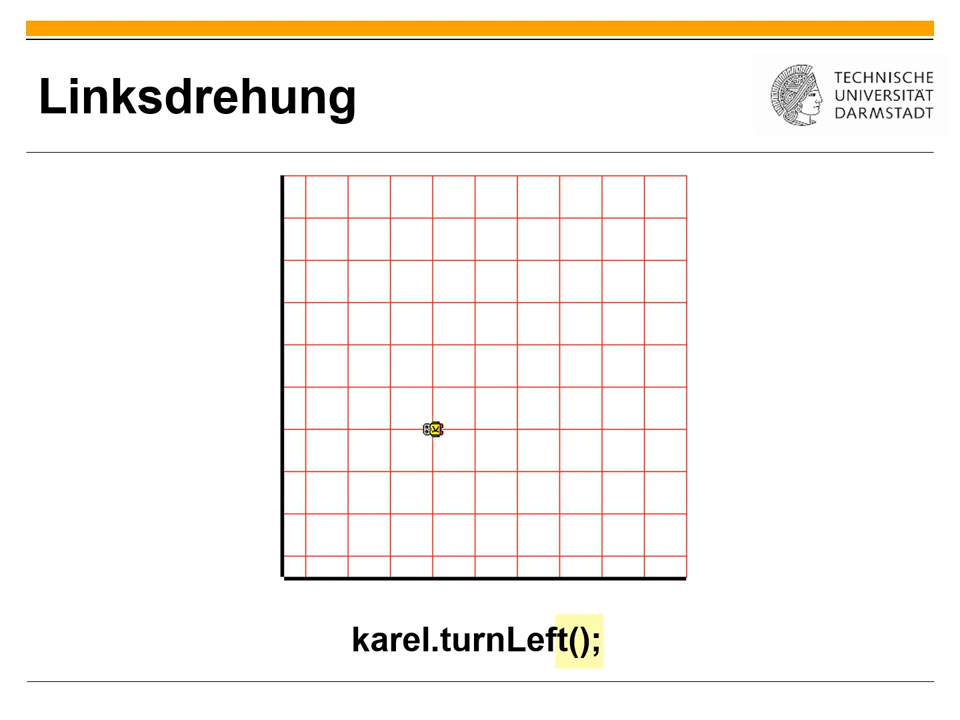 Linksdrehung
TECHNISCHE
UNIVERSITÄT
DARMSTADT
karel.turnLeft();